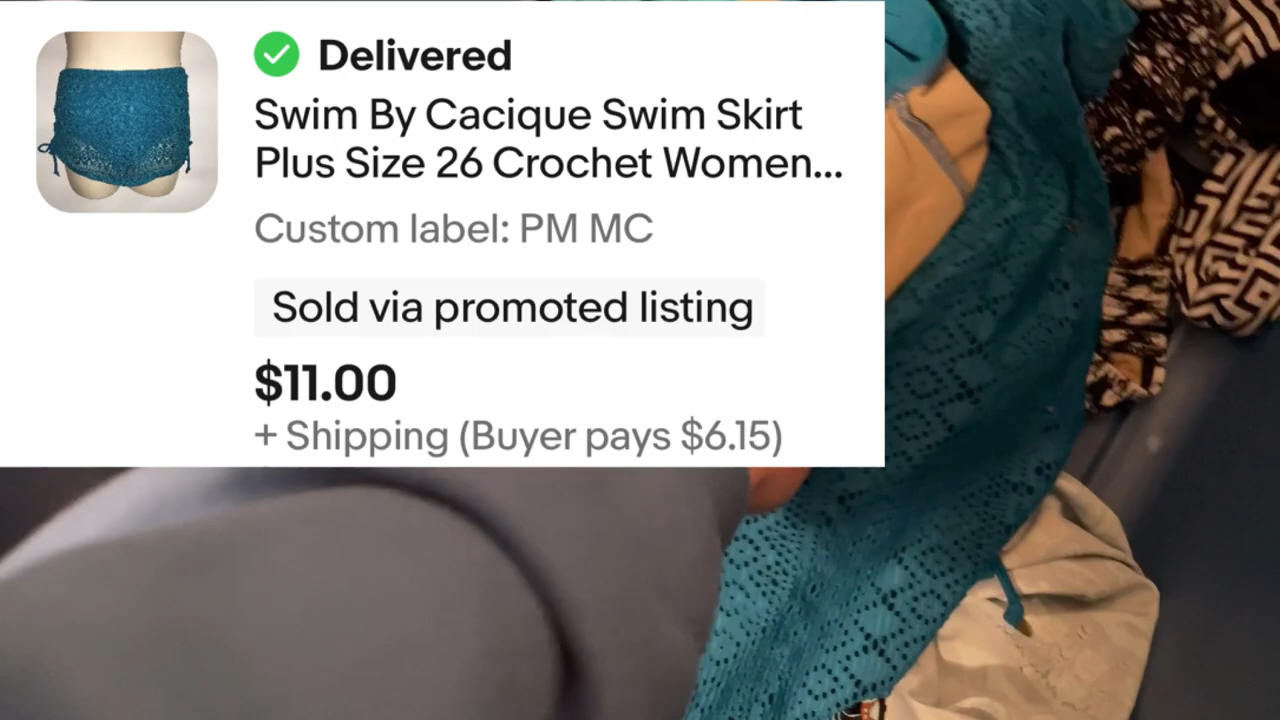 Delivered
Swim By Cacique Swim Skirt
Plus Size 26 Crochet Women...
Custom label: PM MC
Sold via promoted listing
$11.00
+ Shipping (Buyer pays $6.15)